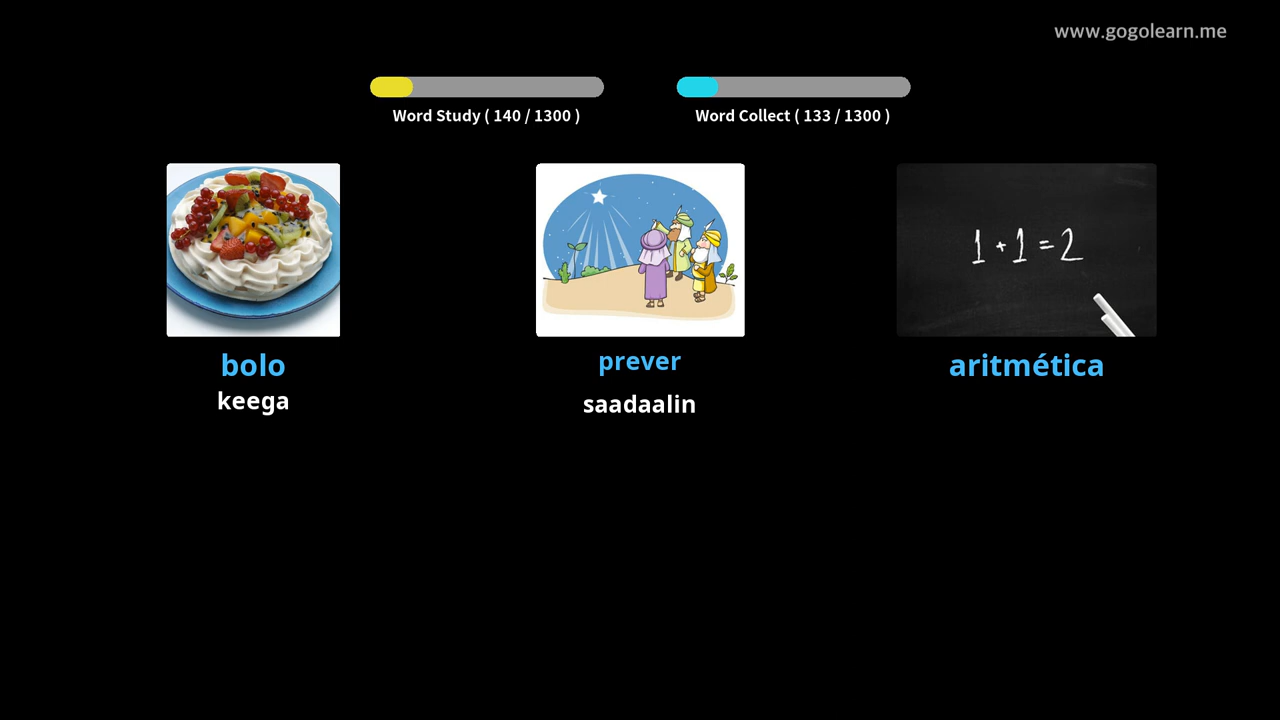 www.gogolearn.me
Word Study ( 140 / 1300 )
Word Collect ( 133 / 1300 )
1 + 1 = 2
bolo
prever
aritmética
keega
saadaalin